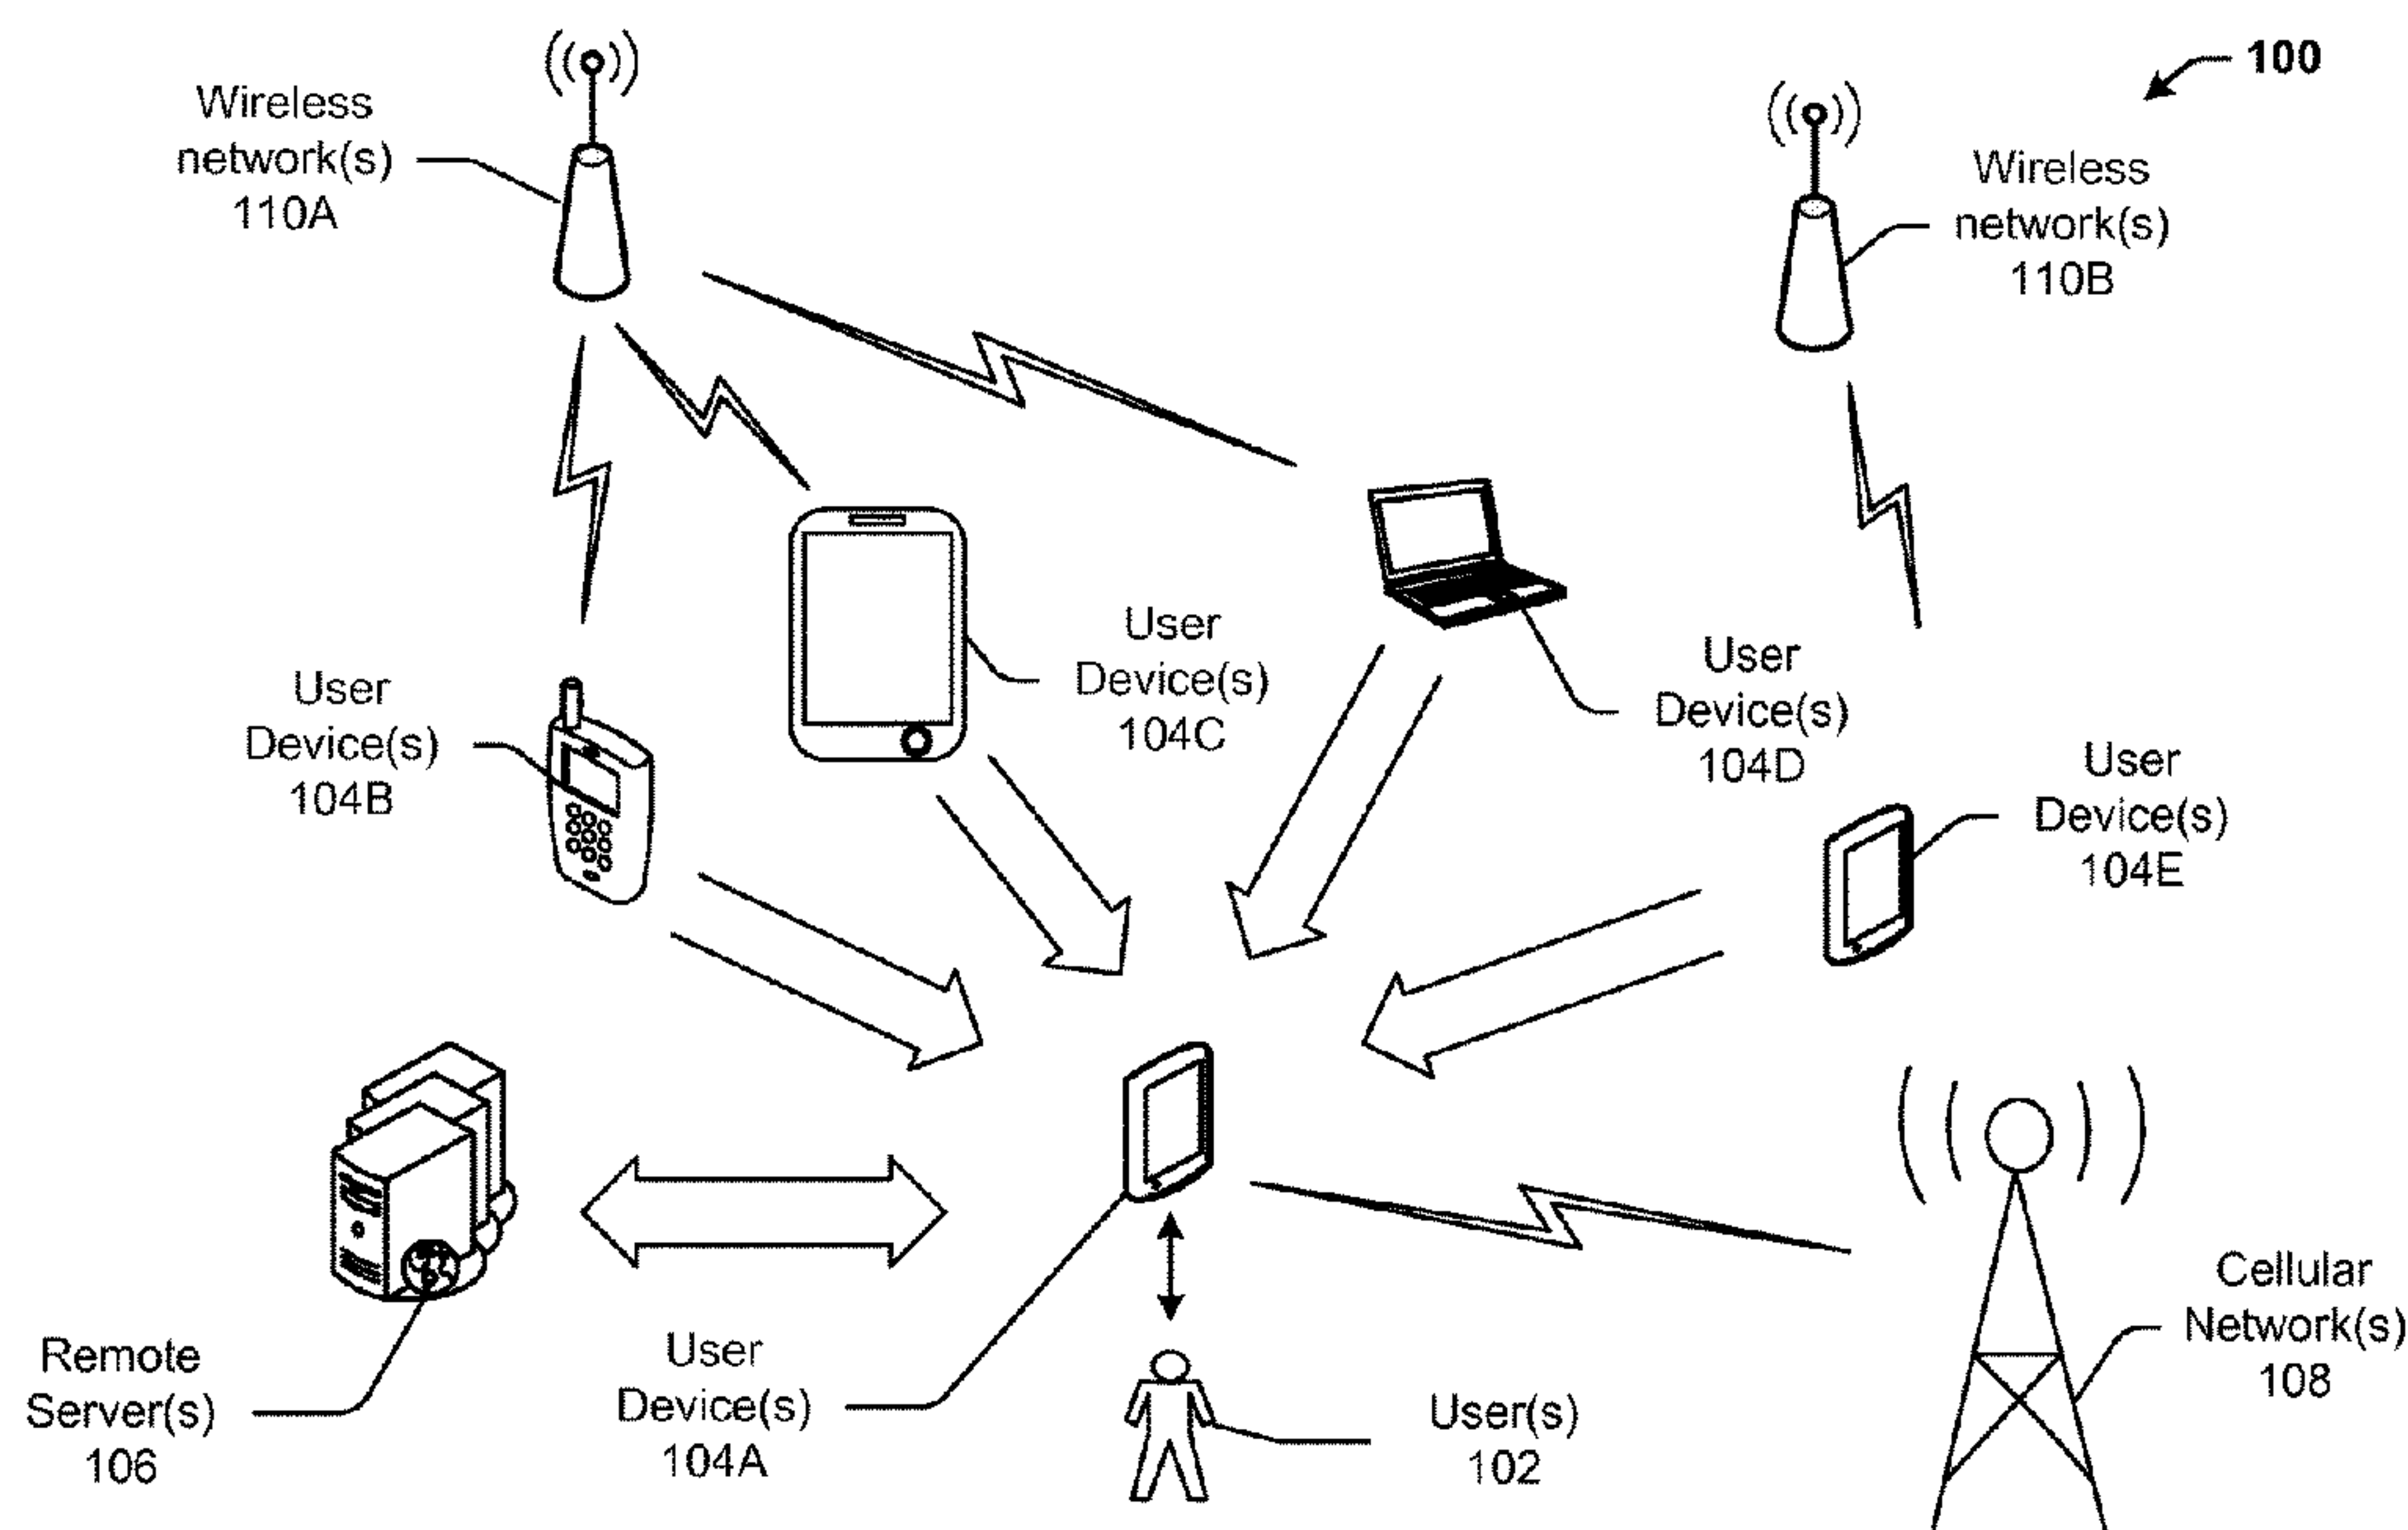 100
Wireless
network(s)
110A
Wireless
network(s)
110B
User
Device(s)
104C
User
Device(s)
104D
User
Device(s)
104B
User
Device(s)
104E
Remote
Server(s)
106
User
Device(s)
104A
User(s)
102
Cellular
Network(s)
108